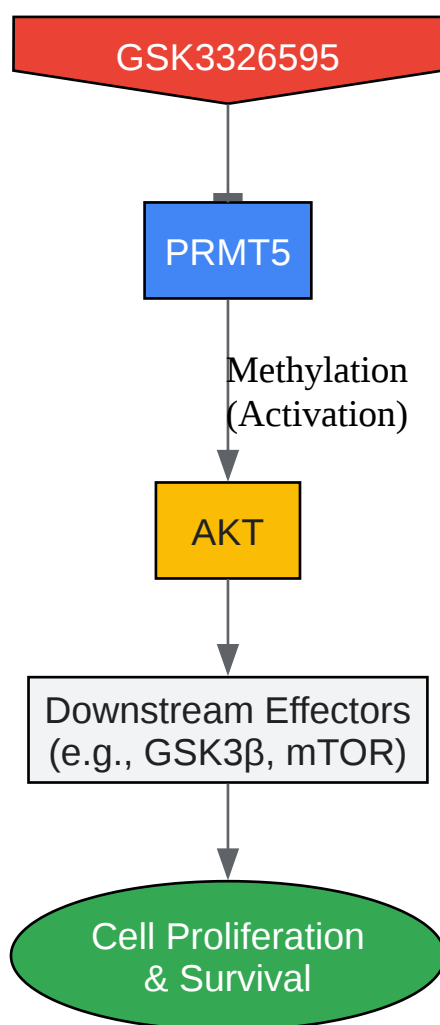 GSK3326595
PRMT5
Methylation
(Activation)
AKT
Downstream Effectors
(e.g., GSK3β, mTOR)
Cell Proliferation
& Survival